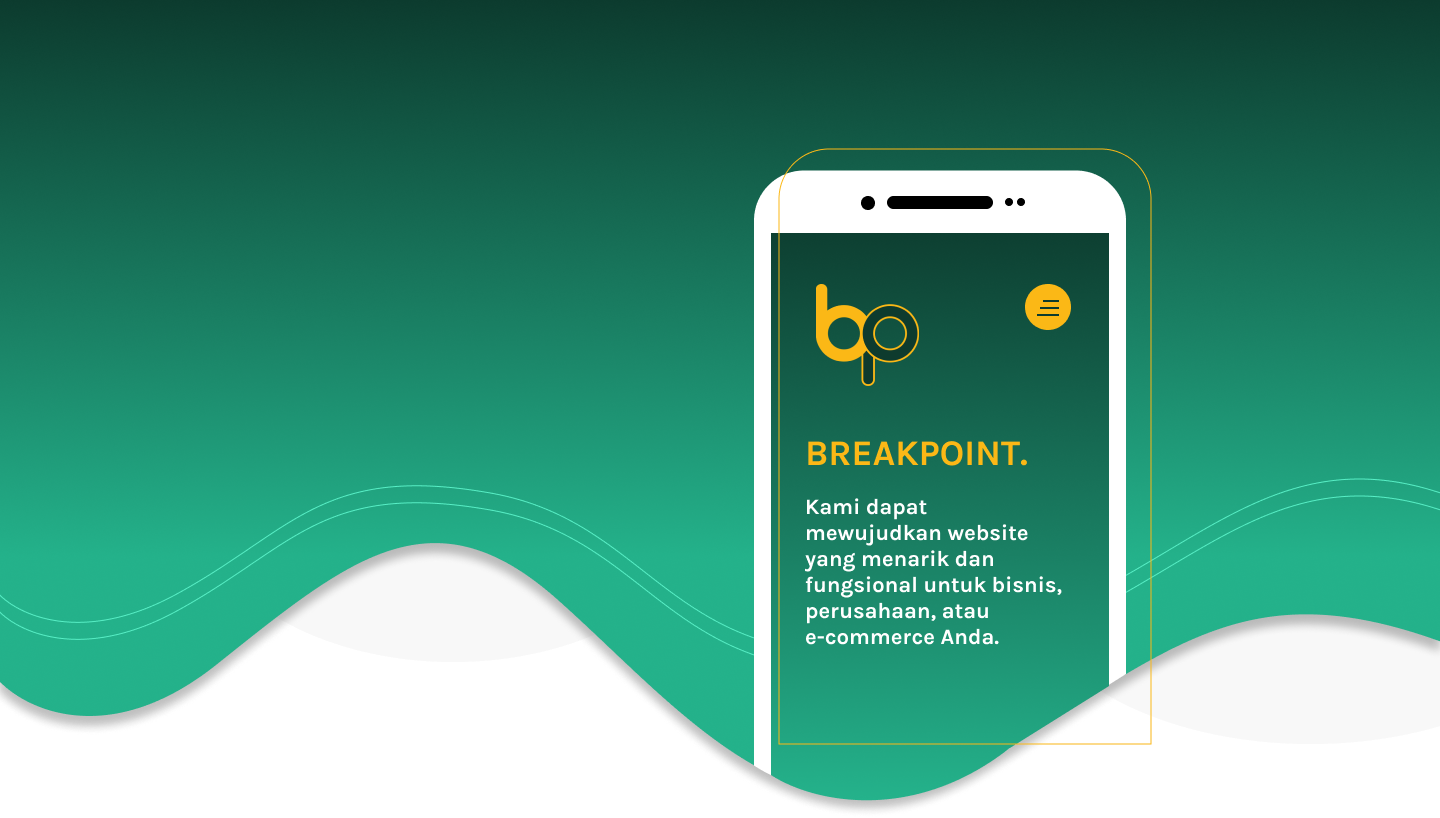 bp
BREAKPOINT.
Kami dapat
mewujudkan website
yang menarik dan
fungsional untuk bisnis,
perusahaan, atau
e-commerce Anda.